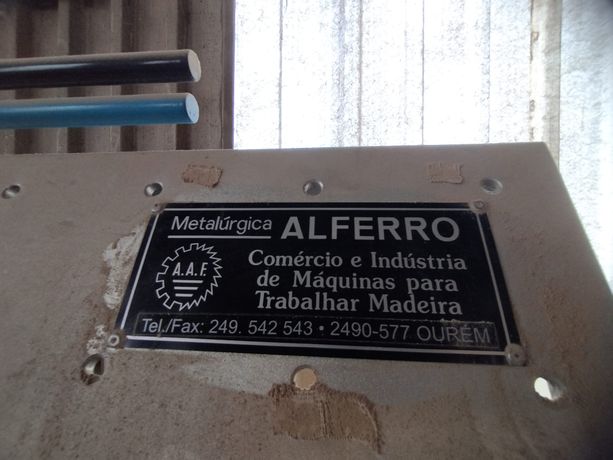 Metalúrgica ALFERRO
A.A.F.
Comércio e Indústria
de Máquinas para
Trabalhar Madeira
Tel./Fax: 249. 542 543 • 2490-577 OURÉM